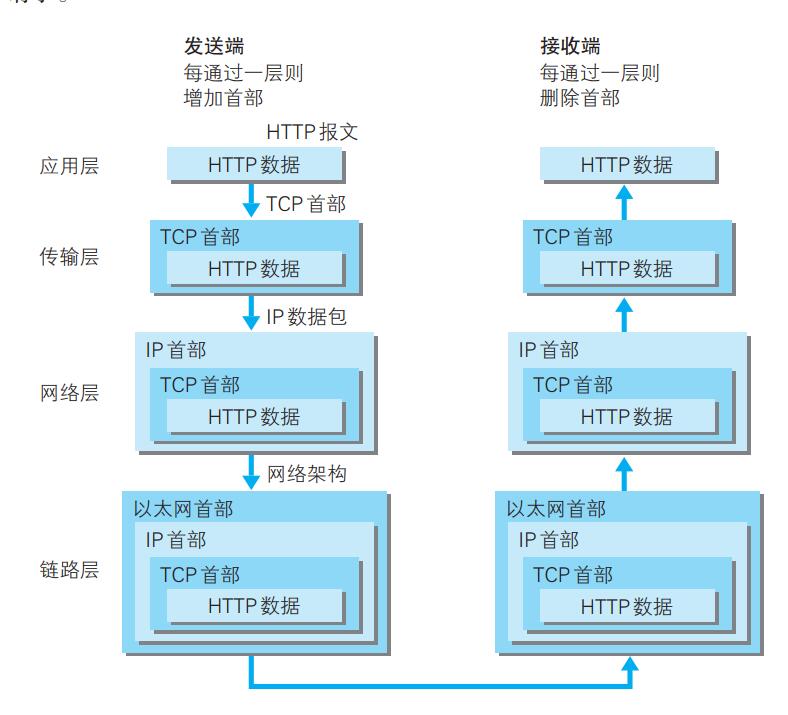 发送端
每通过一层则
增加首部
接收端
每通过一层则
删除首部
HTTP 报文
应用层
HTTP 数据
HTTP 数据
TCP 首部
传输层
TCP 首部
HTTP 数据
TCP 首部
HTTP 数据
IP 数据包
网络层
IP 首部
TCP 首部
HTTP 数据
IP 首部
TCP 首部
HTTP 数据
网络架构
链路层
以太网首部
IP 首部
TCP 首部
HTTP 数据
以太网首部
IP 首部
TCP 首部
HTTP 数据